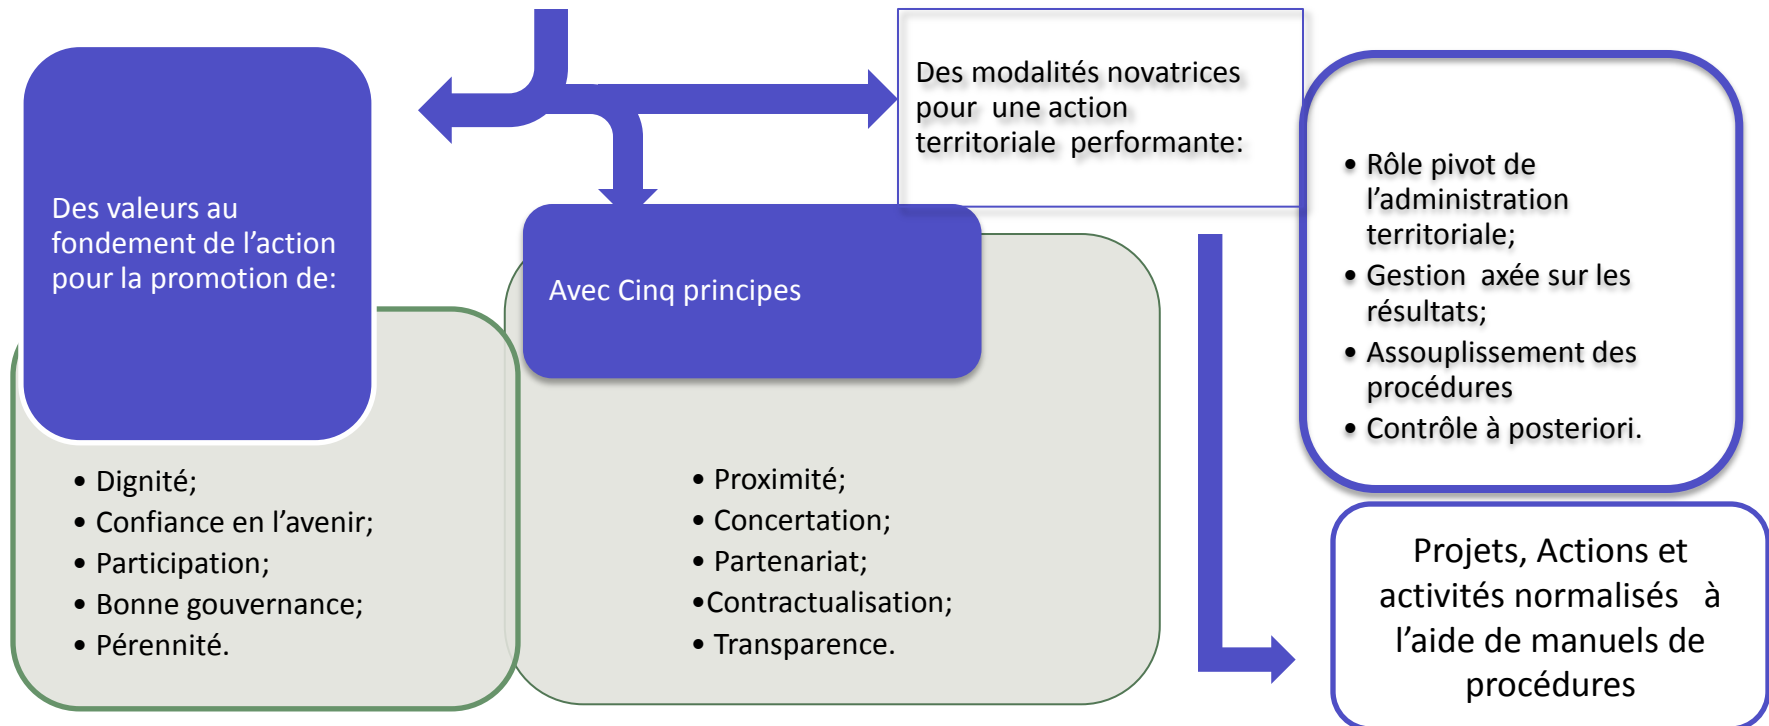 Des valeurs au
fondement de l’action
pour la promotion de:
• Dignité;
• Confiance en l’avenir;
• Participation;
• Bonne gouvernance;
• Pérennité.
Avec Cinq principes
• Proximité;
• Concertation;
• Partenariat;
•Contractualisation;
• Transparence.
Des modalités novatrices
pour une action
territoriale performante:
• Rôle pivot de
l’administration
territoriale;
• Gestion axée sur les
résultats;
• Assouplissement des
procédures
• Contrôle à posteriori.
Projets, Actions et
activités normalisés à
l’aide de manuels de
procédures